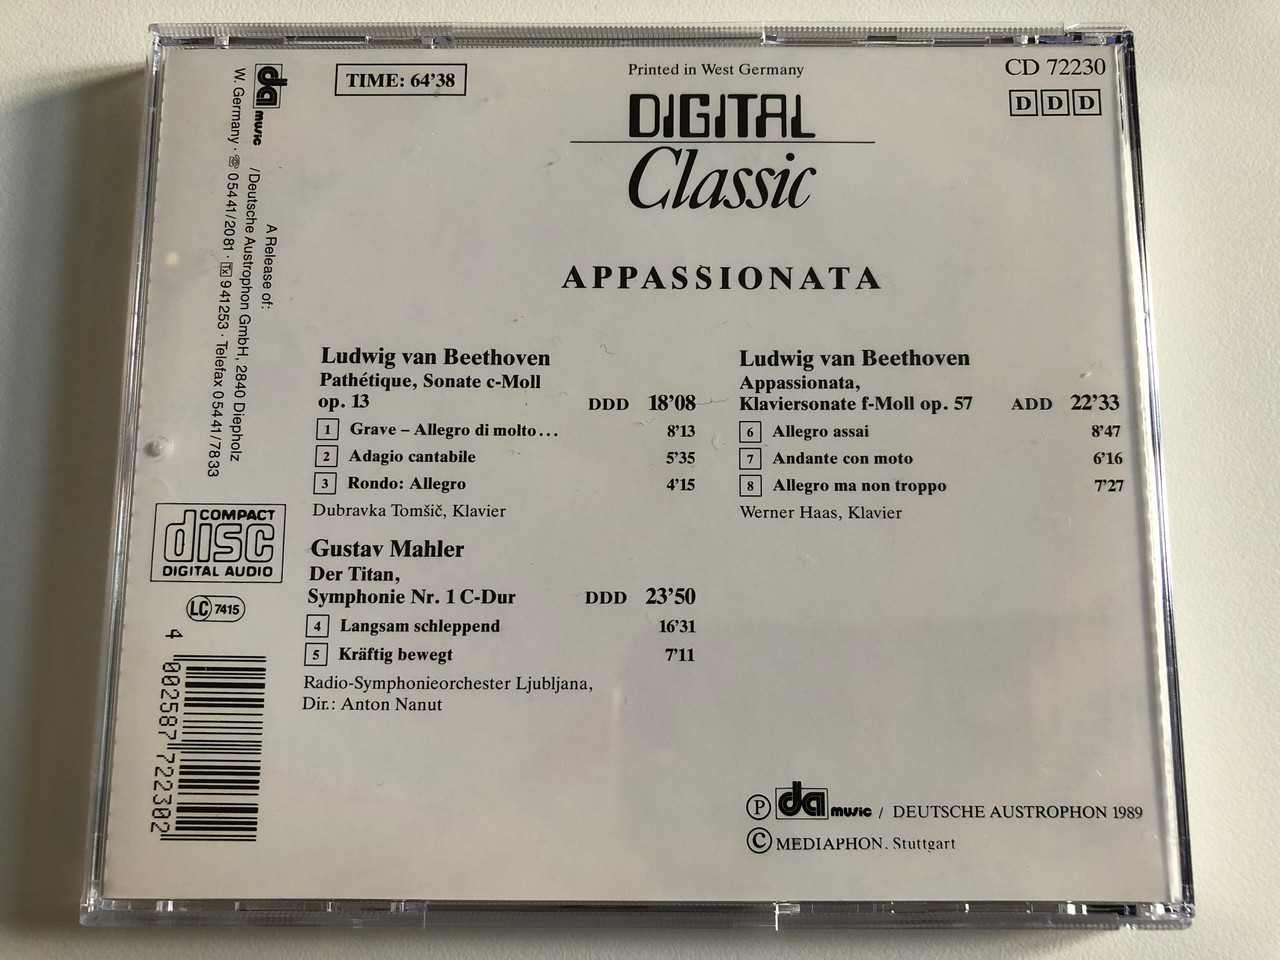 TIME: 64'38
Printed in West Germany
CD 72230
D D D
DIGITAL
Classic
APPASSIONATA
Ludwig van Beethoven
Pathétique, Sonate c-Moll
op. 13 DDD 18'08
1 Grave – Allegro di molto... 8'13
2 Adagio cantabile 5'35
3 Rondo: Allegro 4'15
Dubravka Tomšič, Klavier
Gustav Mahler
Der Titan,
Symphonie Nr. 1 C-Dur DDD 23'50
4 Langsam schleppend 16'31
5 Kräftig bewegt 7'11
Radio-Symphonieorchester Ljubljana,
Dir.: Anton Nanut
Ludwig van Beethoven
Appassionata,
Klaviersonate f-Moll op. 57 ADD 22'33
6 Allegro assai 8'47
7 Andante con moto 6'16
8 Allegro ma non troppo 7'27
Werner Haas, Klavier
Ⓟ da music / DEUTSCHE AUSTROPHON 1989
© MEDIAPHON. Stuttgart
A Release of:
da music /Deutsche Austrophon GmbH, 2840 Diepholz
W. Germany · ☏ 05441/2081 · Tx 941253 · Telefax 05441/7833
COMPACT
disc
DIGITAL AUDIO
LC 7415
4 002587 722302